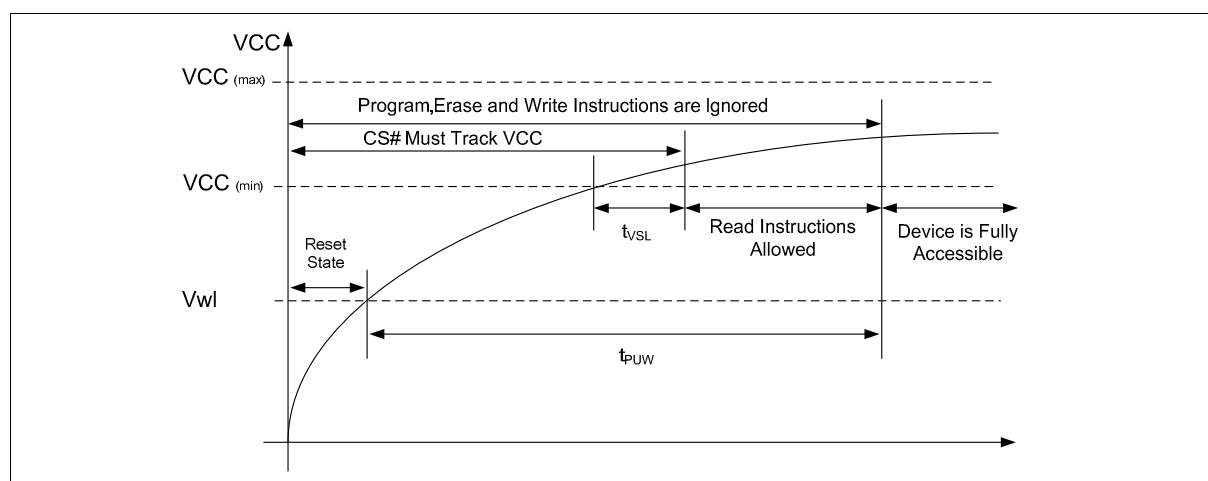 VCC
VCC (max)
Program,Erase and Write Instructions are Ignored
CS# Must Track VCC
VCC (min)
tVSL
Read Instructions
Allowed
Device is Fully
Accessible
Reset
State
Vwl
tPUW